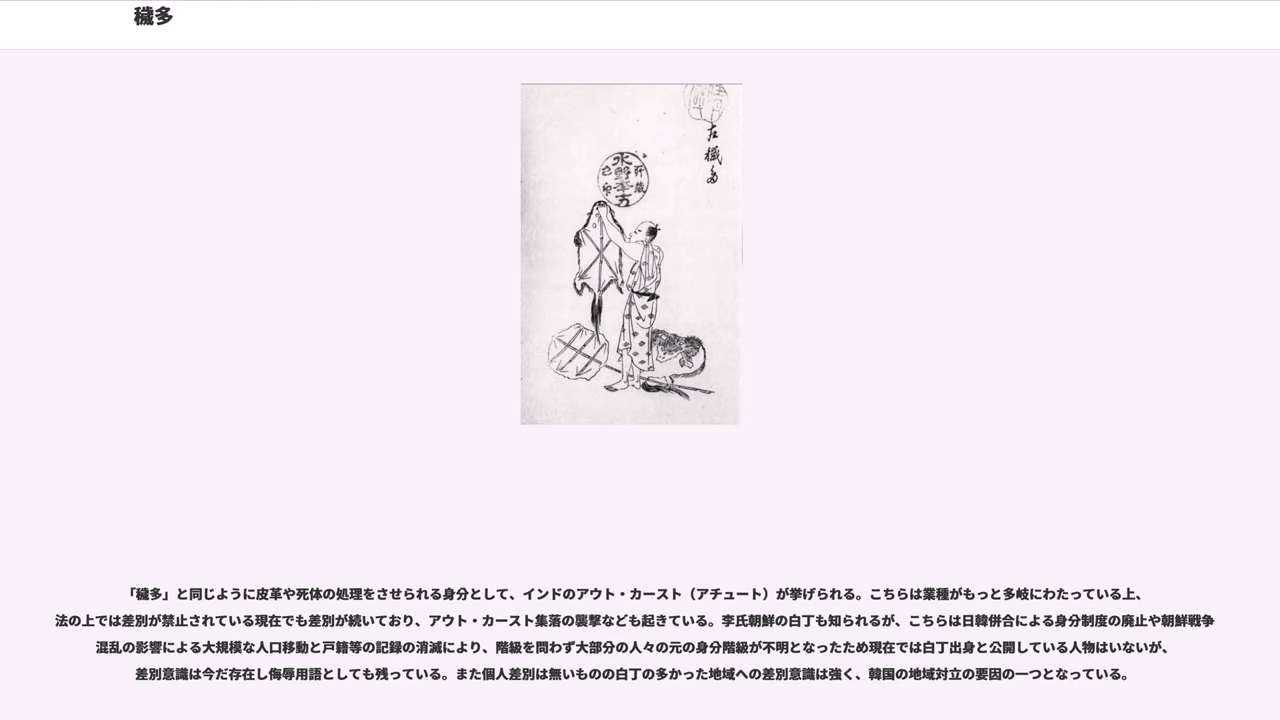 穢多
水野本方
「穢多」と同じように皮革や死体の処理をさせられる身分として、インドのアウト・カースト（アチュート）が挙げられる。こちらは業種がもっと多岐にわたっている上、
法の上では差別が禁止されている現在でも差別が続いており、アウト・カースト集落の襲撃なども起きている。李氏朝鮮の白丁も知られるが、こちらは日韓併合による身分制度の廃止や朝鮮戦争
混乱の影響による大規模な人口移動と戸籍等の記録の消滅により、階級を問わず大部分の人々の元の身分階級が不明となったため現在では白丁出身と公開している人物はいないが、
差別意識は今だ存在し侮辱用語としても残っている。また個人差別は無いものの白丁の多かった地域への差別意識は強く、韓国の地域対立の要因の一つとなっている。